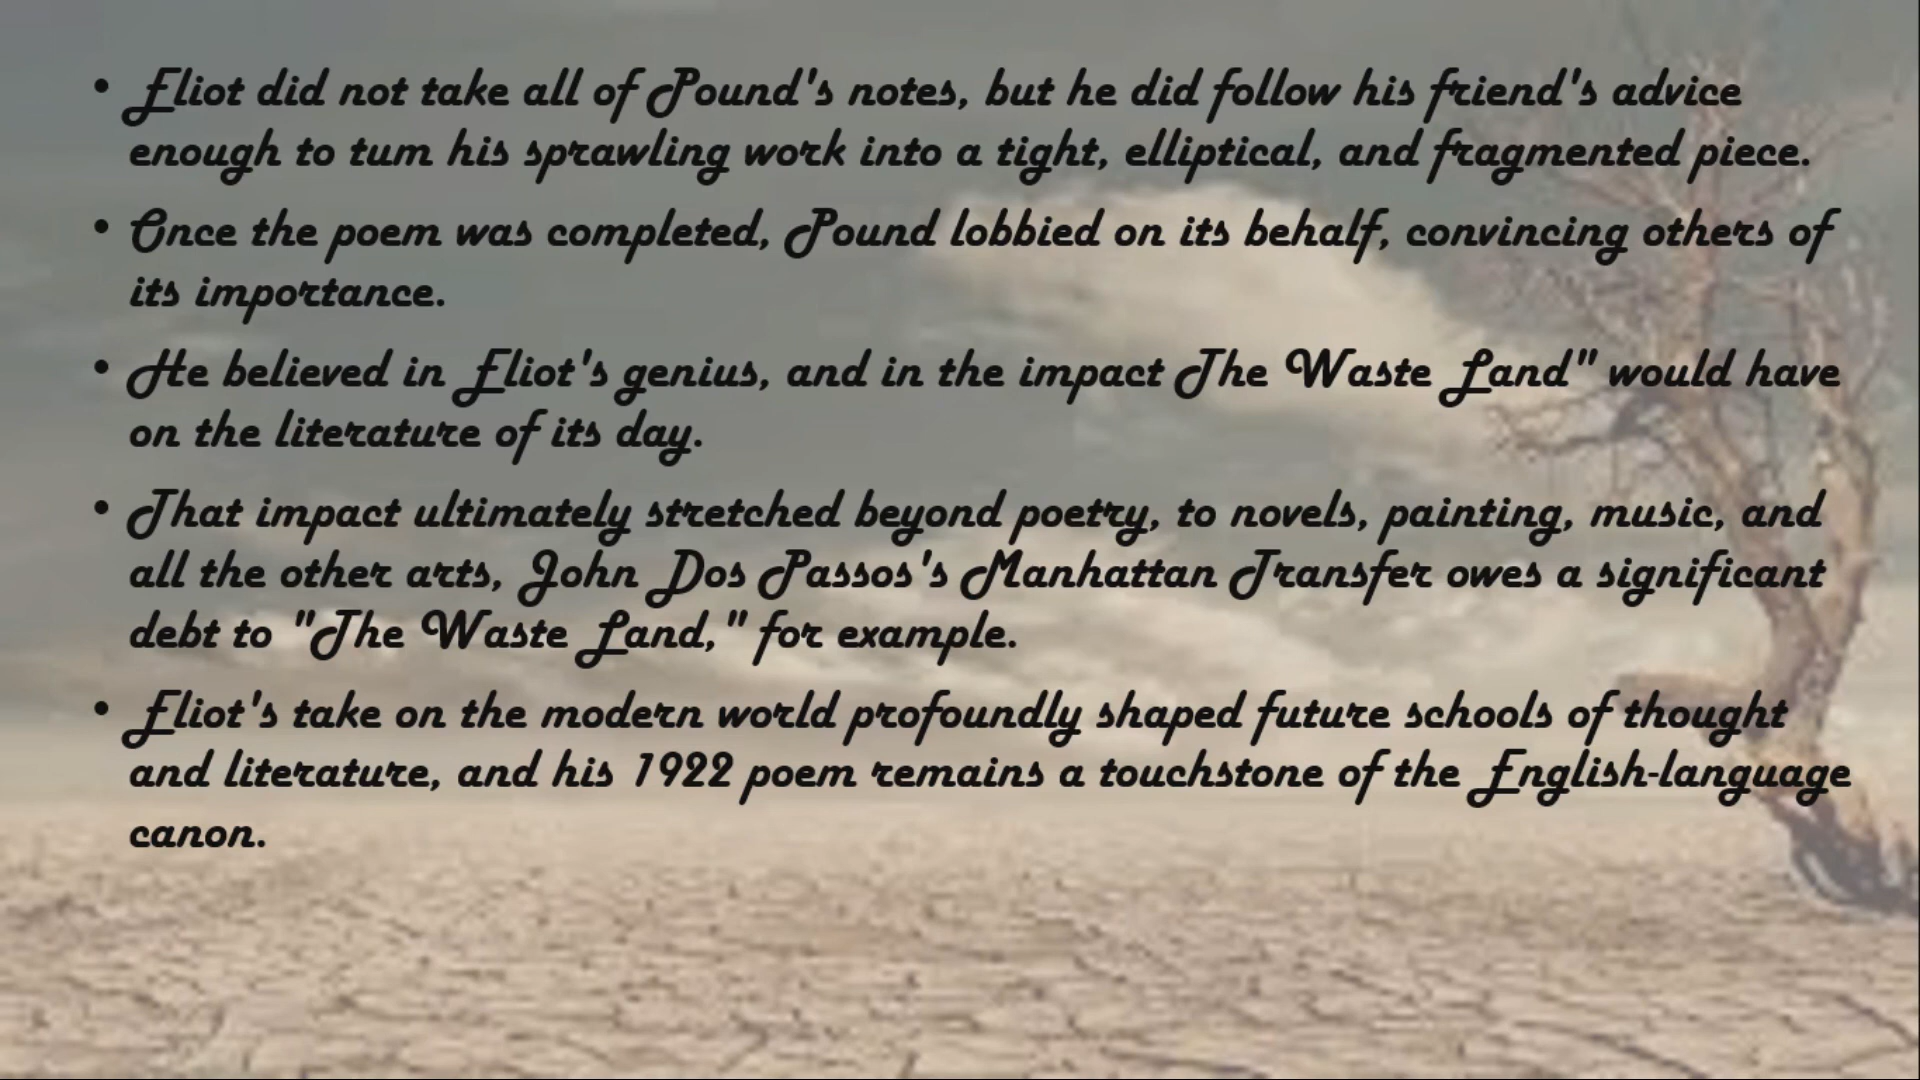 • Eliot did not take all of Pound's notes, but he did follow his friend's advice
enough to tum his sprawling work into a tight, elliptical, and fragmented piece.
• Once the poem was completed, Pound lobbied on its behalf, convincing others of
its importance.
• He believed in Eliot's genius, and in the impact The Waste Land" would have
on the literature of its day.
• That impact ultimately stretched beyond poetry, to novels, painting, music, and
all the other arts, John Dos Passos's Manhattan Transfer owes a significant
debt to "The Waste Land," for example.
• Eliot's take on the modern world profoundly shaped future schools of thought
and literature, and his 1922 poem remains a touchstone of the English-language
canon.